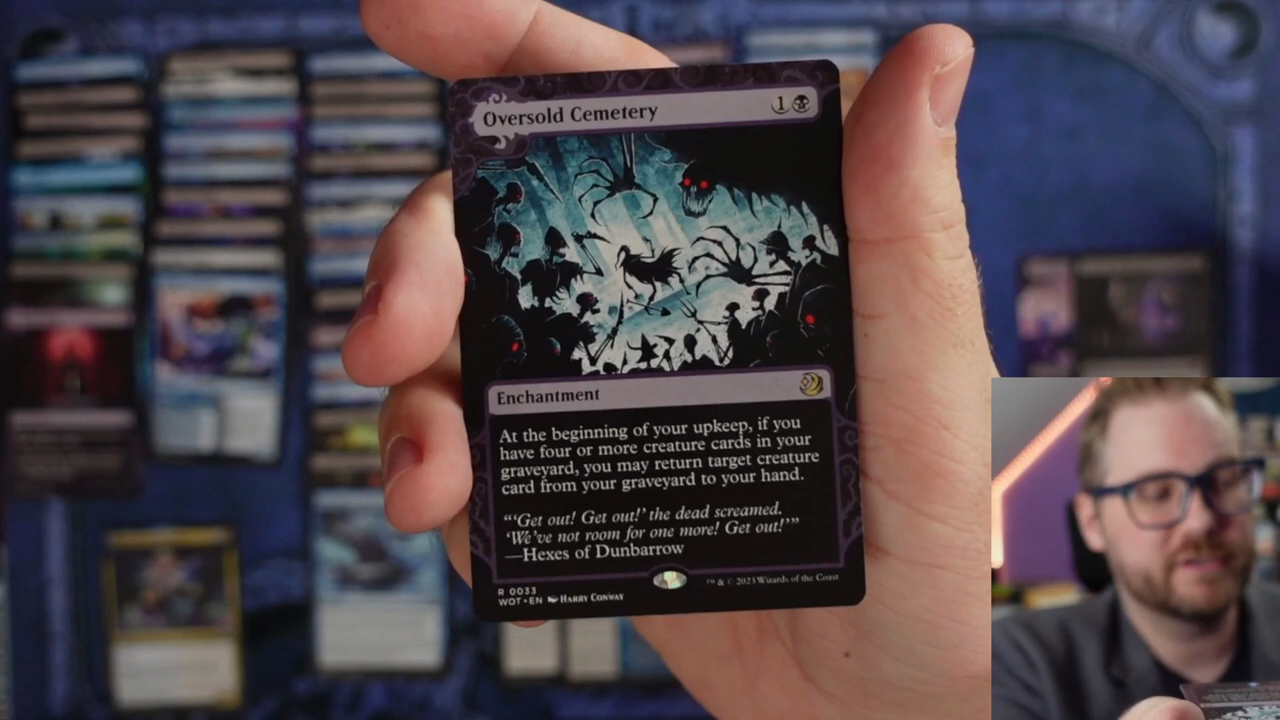 Oversold Cemetery 1
Enchantment
At the beginning of your upkeep, if you
have four or more creature cards in your
graveyard, you may return target creature
card from your graveyard to your hand.
“‘Get out! Get out!’ the dead screamed.
‘We’ve not room for one more! Get out!’”
—Hexes of Dunbarrow
R 0033
WOT • EN Harry Conway
™ & © 2023 Wizards of the Coast